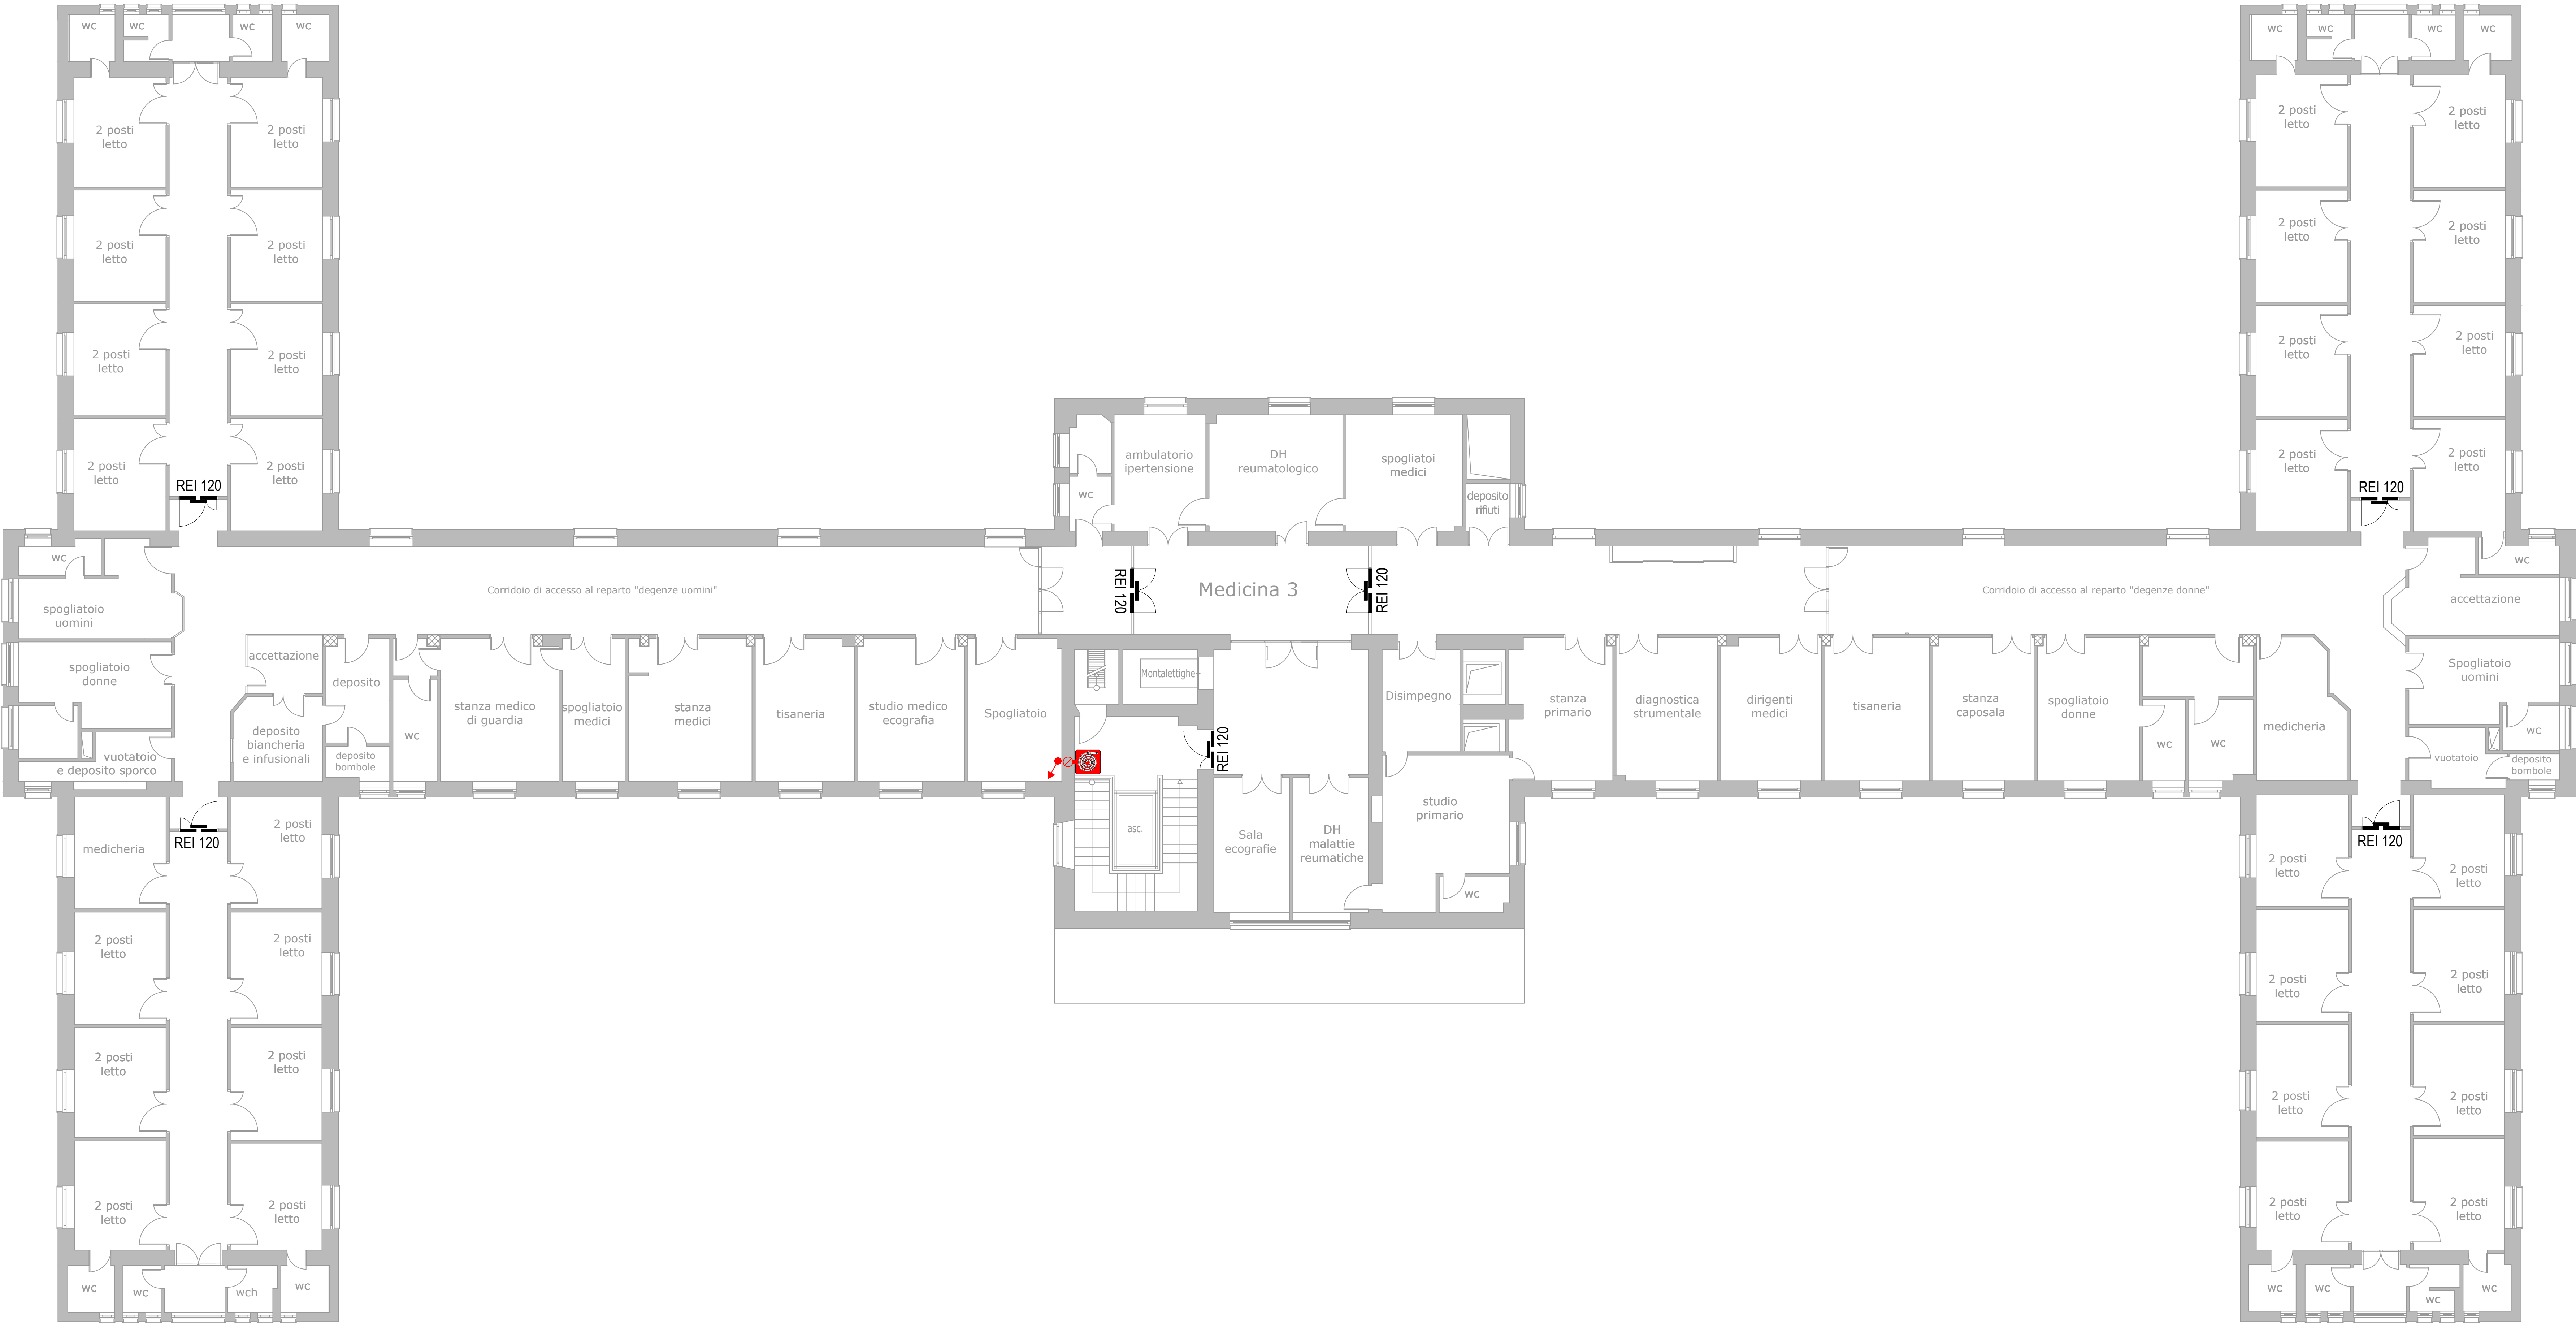 wc
wc
wc
wc
2 posti
letto
2 posti
letto
2 posti
letto
2 posti
letto
2 posti
letto
2 posti
letto
2 posti
letto
2 posti
letto
REI 120
wc
spogliatoio
uomini
spogliatoio
donne
vuotatoio
e deposito sporco
accettazione
deposito
biancheria
e infusionali
deposito
deposito
bombole
wc
Corridoio di accesso al reparto "degenze uomini"
stanza medico
di guardia
spogliatoio
medici
stanza
medici
tisaneria
studio medico
ecografia
Spogliatoio
REI 120
medicheria
2 posti
letto
2 posti
letto
2 posti
letto
2 posti
letto
2 posti
letto
2 posti
letto
2 posti
letto
wc
wc
wch
wc
wc
ambulatorio
ipertensione
DH
reumatologico
spogliatoi
medici
deposito
rifiuti
REI 120
Medicina 3
REI 120
Montalettighe
REI 120
asc.
Sala
ecografie
DH
malattie
reumatiche
Disimpegno
studio
primario
wc
Corridoio di accesso al reparto "degenze donne"
stanza
primario
diagnostica
strumentale
dirigenti
medici
tisaneria
stanza
caposala
spogliatoio
donne
wc
wc
medicheria
wc
wc
wc
wc
2 posti
letto
2 posti
letto
2 posti
letto
2 posti
letto
2 posti
letto
2 posti
letto
2 posti
letto
2 posti
letto
REI 120
wc
accettazione
Spogliatoio
uomini
wc
vuotatoio
deposito
bombole
REI 120
2 posti
letto
2 posti
letto
2 posti
letto
2 posti
letto
2 posti
letto
2 posti
letto
2 posti
letto
2 posti
letto
wc
wc
wc
wc